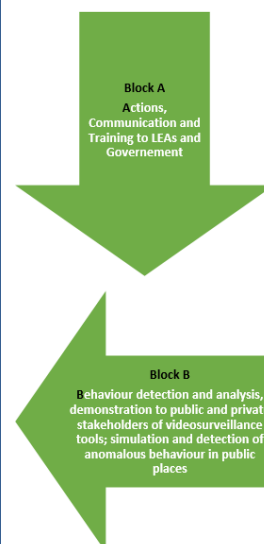 Block A
Actions,
Communication and
Training to LEAs and
Governement
Block B
Behaviour detection and analysis,
demonstration to public and privat
stakeholders of videosurveillance
tools; simulation and detection of
anomalous behaviour in public
places